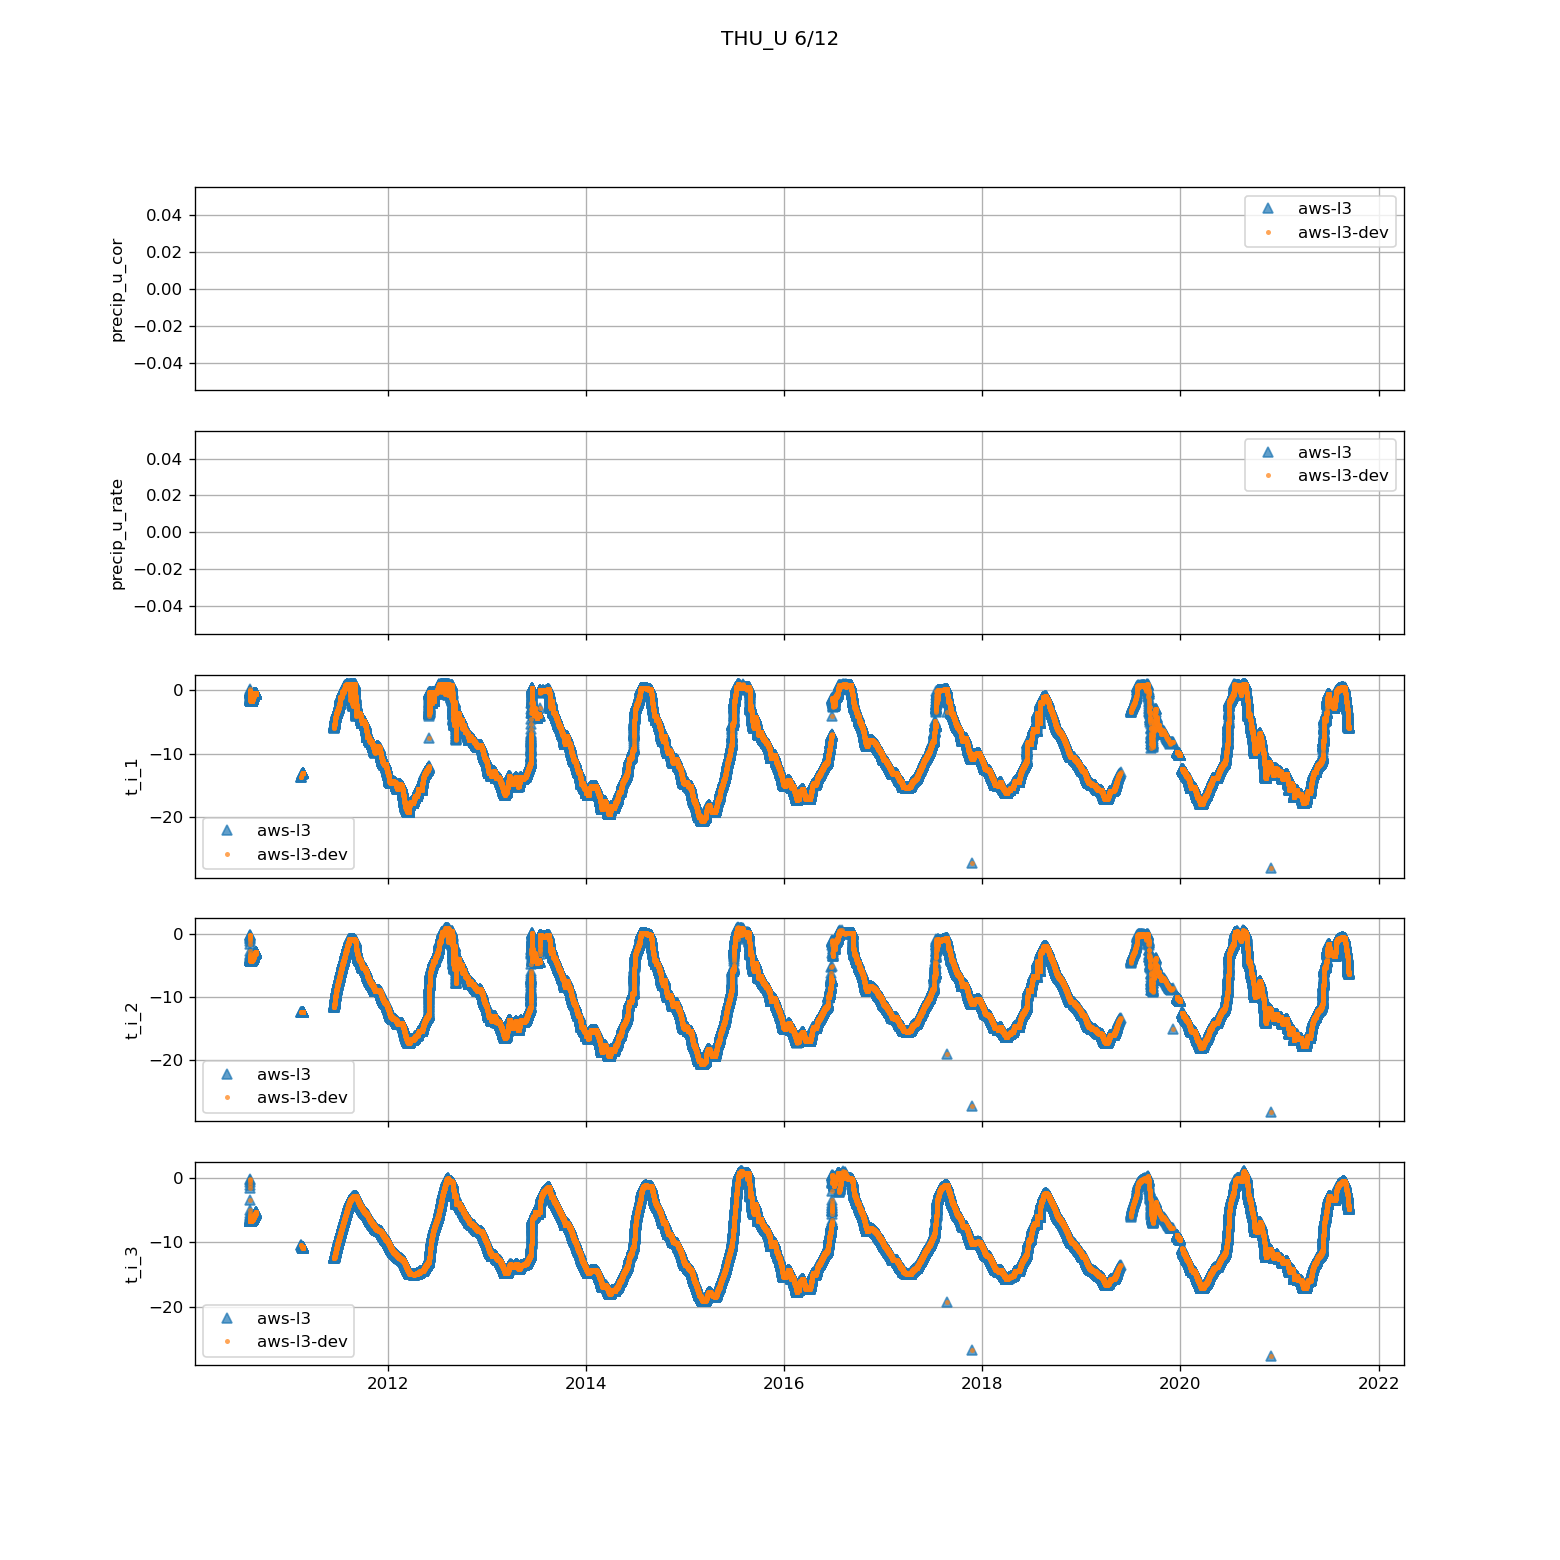 THU_U 6/12
precip_u_cor
0.04
0.02
0.00
−0.02
−0.04
aws-l3
aws-l3-dev
precip_u_rate
0.04
0.02
0.00
−0.02
−0.04
aws-l3
aws-l3-dev
t_i_1
0
−10
−20
aws-l3
aws-l3-dev
t_i_2
0
−10
−20
aws-l3
aws-l3-dev
t_i_3
0
−10
−20
aws-l3
aws-l3-dev
2012 2014 2016 2018 2020 2022